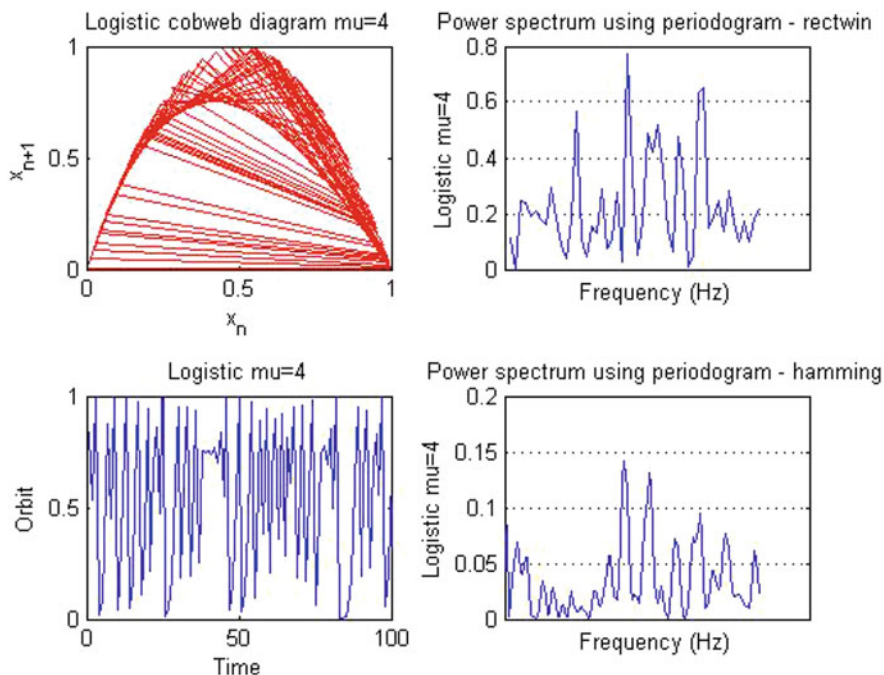 Logistic cobweb diagram mu=4
1
0.5
0
x_{n+1}
0 0.5 1
x_n
Power spectrum using periodogram - rectwin
0.8
0.6
0.4
0.2
0
Logistic mu=4
Frequency (Hz)
Logistic mu=4
1
0.5
0
Orbit
0 50 100
Time
Power spectrum using periodogram - hamming
0.2
0.15
0.1
0.05
0
Logistic mu=4
Frequency (Hz)